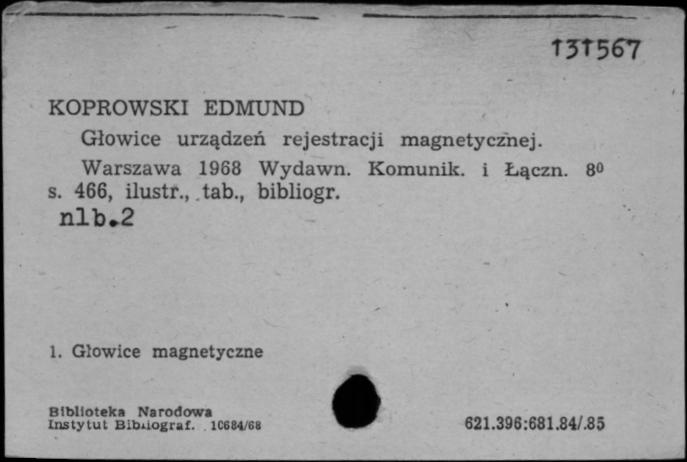 131567
KOPROWSKI EDMUND
Głowice urządzeń rejestracji magnetycznej.
Warszawa 1968 Wydawn. Komunik. i Łączn. 8⁰
s. 466, ilustr., tab., bibliogr.
nlb.2
1. Głowice magnetyczne
Biblioteka Narodowa
Instytut Bibliograf. 10684/68
621.396:681.84/.85